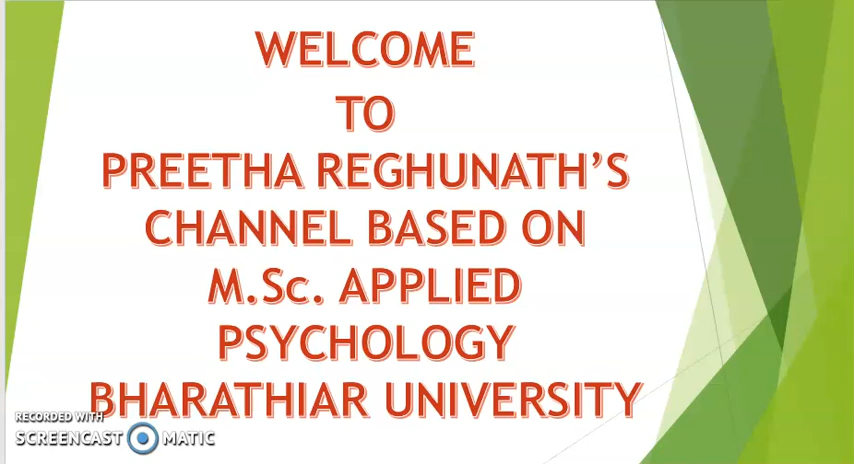 WELCOME
TO
PREETHA REGHUNATH’S
CHANNEL BASED ON
M.Sc. APPLIED
PSYCHOLOGY
BHARATHIAR UNIVERSITY
RECORDED WITH
SCREENCAST MATIC